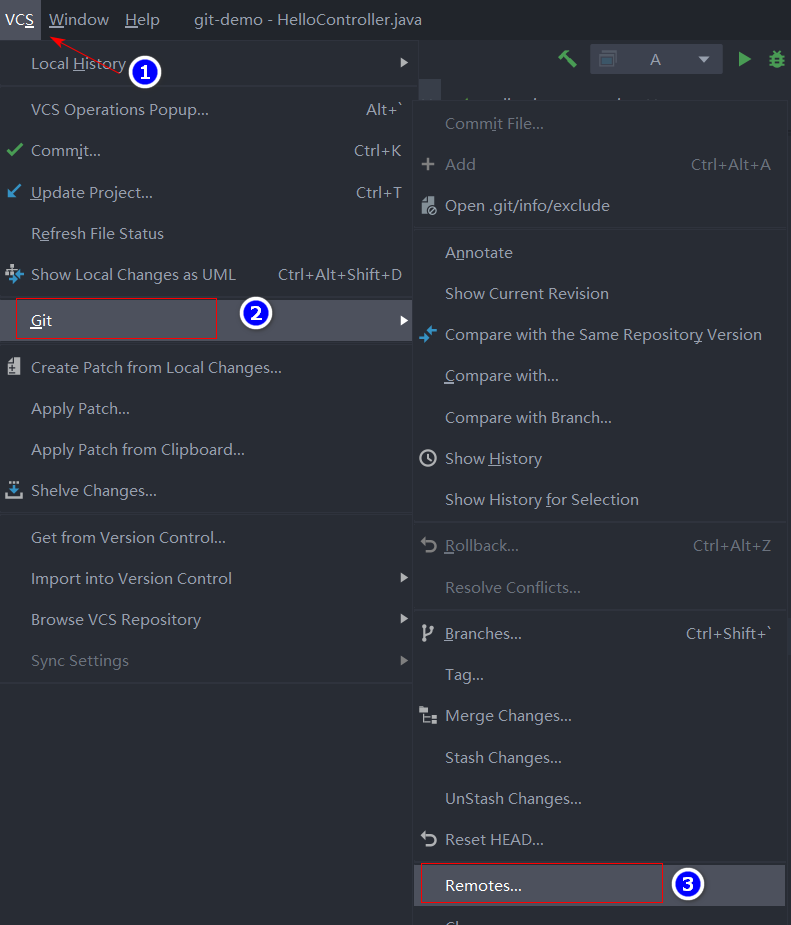 VCS Window Help git-demo - HelloController.java
Local History
1
A
VCS Operations Popup... Alt+`
Commit... Ctrl+K
Update Project... Ctrl+T
Refresh File Status
Show Local Changes as UML Ctrl+Alt+Shift+D
Git
2
Create Patch from Local Changes...
Apply Patch...
Apply Patch from Clipboard...
Shelve Changes...
Get from Version Control...
Import into Version Control
Browse VCS Repository
Sync Settings
Commit File...
Add Ctrl+Alt+A
Open .git/info/exclude
Annotate
Show Current Revision
Compare with the Same Repository Version
Compare with...
Compare with Branch...
Show History
Show History for Selection
Rollback... Ctrl+Alt+Z
Resolve Conflicts...
Branches... Ctrl+Shift+`
Tag...
Merge Changes...
Stash Changes...
UnStash Changes...
Reset HEAD...
Remotes...
3